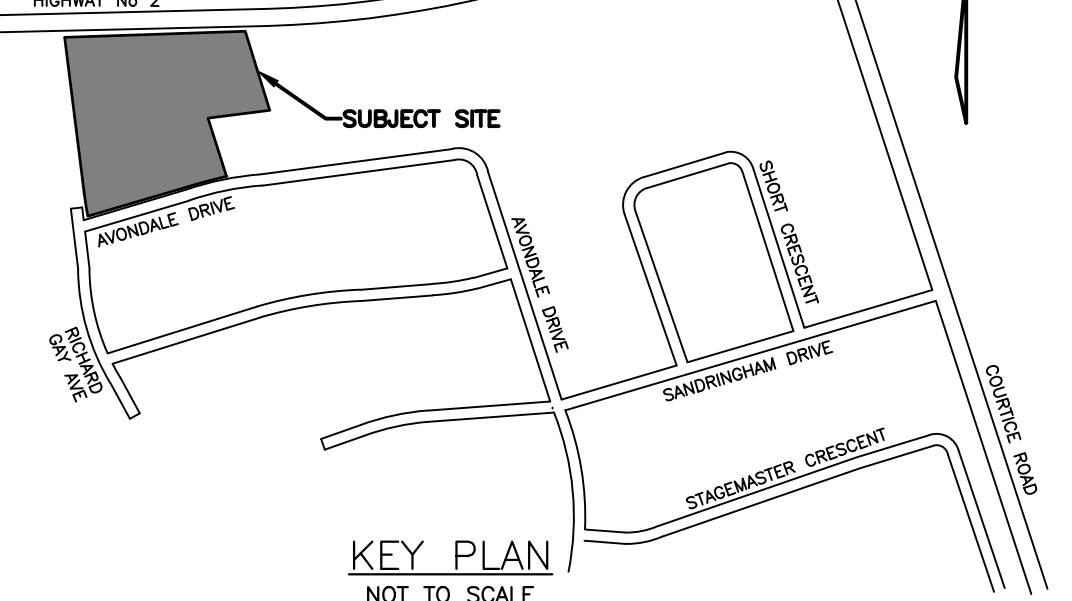 HIGHWAY No 2
SUBJECT SITE
AVONDALE DRIVE
AVONDALE DRIVE
SHORT CRESCENT
RICHARD
GAY AVE
SANDRINGHAM DRIVE
COURTICE ROAD
STAGEMASTER CRESCENT
KEY PLAN
NOT TO SCALE